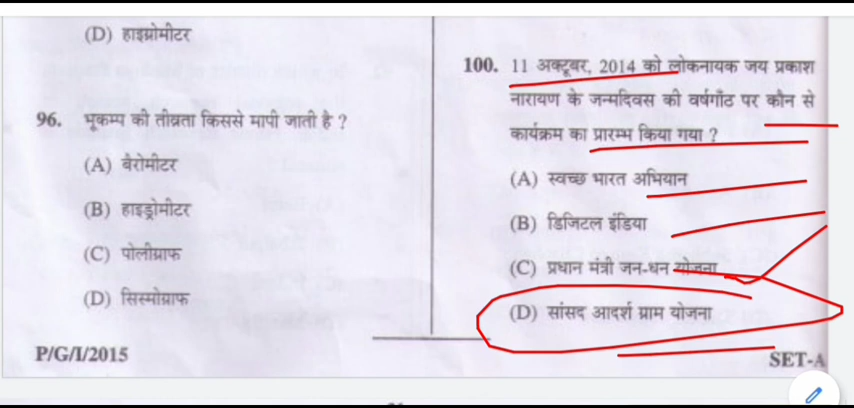 (D) हाइग्रोमीटर
96. भूकम्प की तीव्रता किससे मापी जाती है ?
(A) बैरोमीटर
(B) हाइड्रोमीटर
(C) पोलीग्राफ
(D) सिस्मोग्राफ
P/G/I/2015
100. 11 अक्टूबर, 2014 को लोकनायक जय प्रकाश
नारायण के जन्मदिवस की वर्षगाँठ पर कौन से
कार्यक्रम का प्रारम्भ किया गया ?
(A) स्वच्छ भारत अभियान
(B) डिजिटल इंडिया
(C) प्रधान मंत्री जन-धन योजना
(D) सांसद आदर्श ग्राम योजना
SET-A